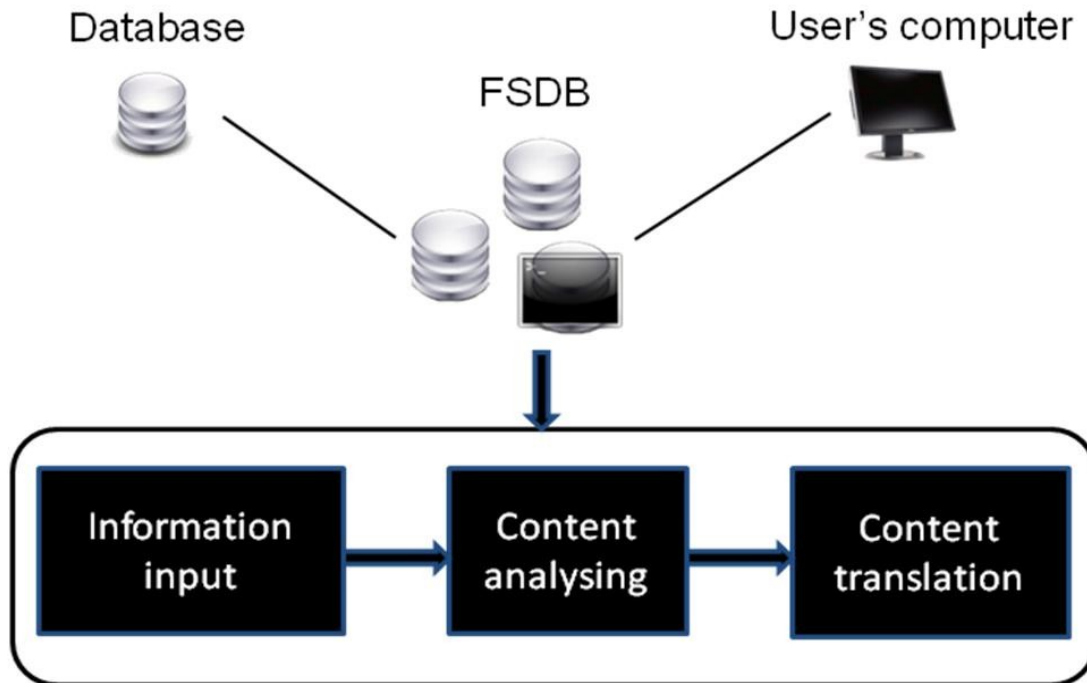 Database
User's computer
FSDB
Information
input
Content
analysing
Content
translation